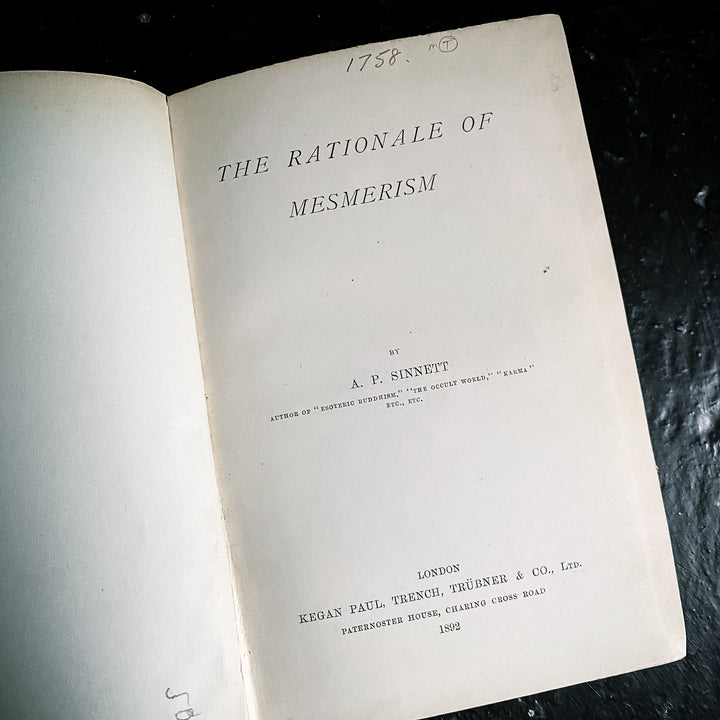 1758. m T
THE RATIONALE OF
MESMERISM
BY
A. P. SINNETT
AUTHOR OF "ESOTERIC BUDDHISM," "THE OCCULT WORLD," "KARMA"
ETC., ETC.
LONDON
KEGAN PAUL, TRENCH, TRÜBNER & CO., LTD.
PATERNOSTER HOUSE, CHARING CROSS ROAD
1892